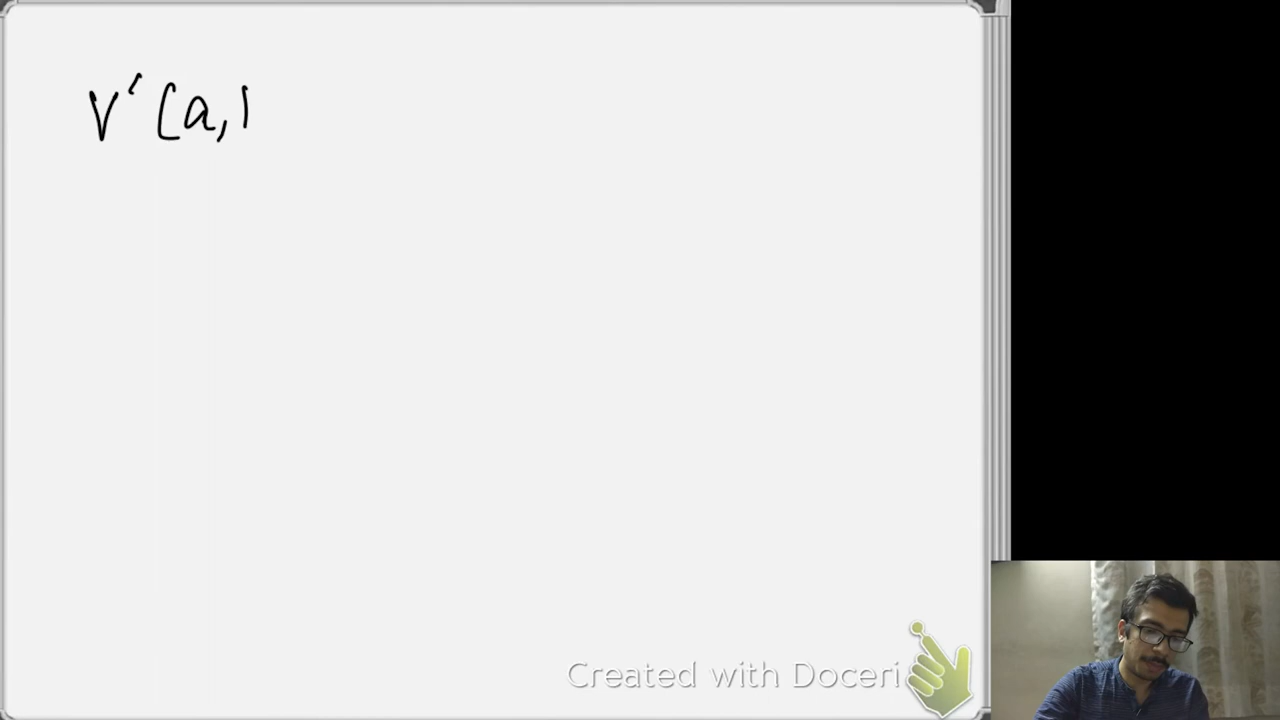 v' [a, 1
Created with Doceri